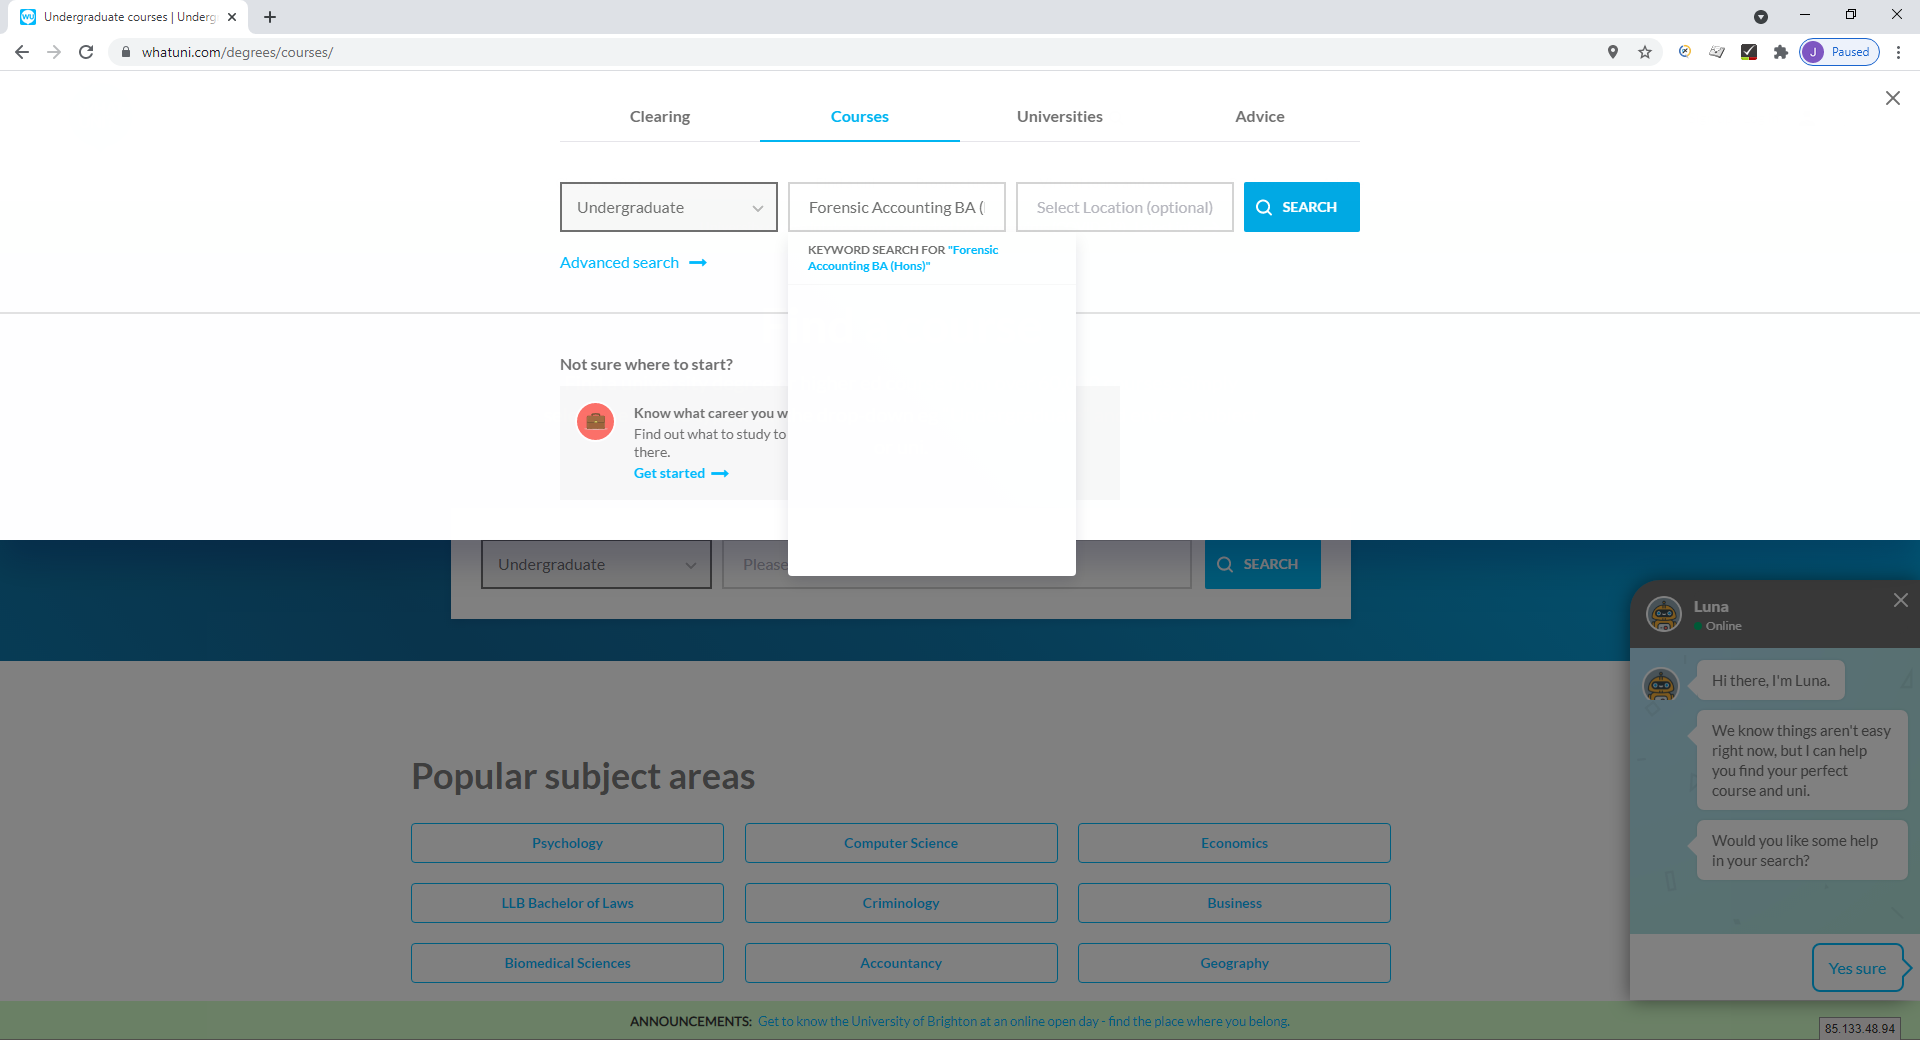 Undergraduate courses | Underg
whatuni.com/degrees/courses/
J Paused
Clearing
Courses
Universities
Advice
Undergraduate
Forensic Accounting BA (
Select Location (optional)
SEARCH
KEYWORD SEARCH FOR "Forensic
Accounting BA (Hons)"
Advanced search
Not sure where to start?
Know what career you w
Find out what to study to
there.
Get started
Undergraduate
Please
SEARCH
Luna
Online
Hi there, I'm Luna.
We know things aren't easy
right now, but I can help
you find your perfect
course and uni.
Would you like some help
in your search?
Yes sure
Popular subject areas
Psychology
Computer Science
Economics
LLB Bachelor of Laws
Criminology
Business
Biomedical Sciences
Accountancy
Geography
ANNOUNCEMENTS: Get to know the University of Brighton at an online open day - find the place where you belong.
85.133.48.94